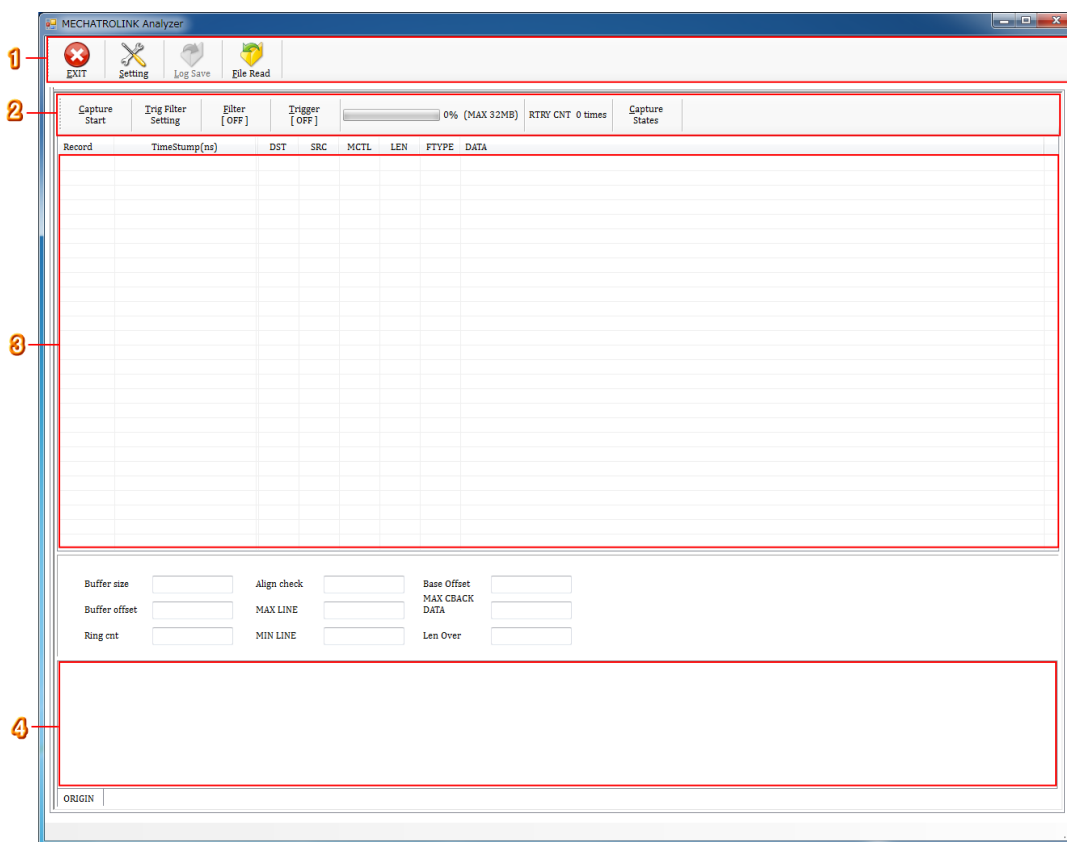 MECHATROLINK Analyzer
1
EXIT Setting Log Save File Read
2
Capture Start
Trig Filter Setting
Filter [ OFF ]
Trigger [ OFF ]
0% (MAX 32MB)
RTRY CNT 0 times
Capture States
Record TimeStump(ns) DST SRC MCTL LEN FTYPE DATA
3
Buffer size Align check Base Offset
Buffer offset MAX LINE MAX CBACK DATA
Ring cnt MIN LINE Len Over
4
ORIGIN